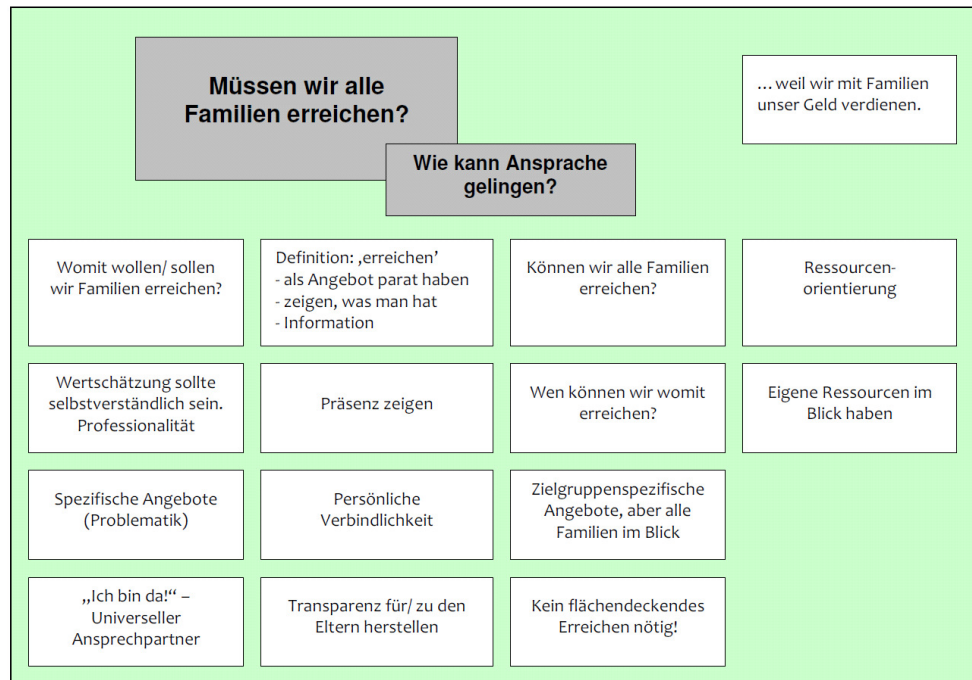 Müssen wir alle
Familien erreichen?
… weil wir mit Familien
unser Geld verdienen.
Wie kann Ansprache
gelingen?
Womit wollen/ sollen
wir Familien erreichen?
Definition: ‚erreichen’
- als Angebot parat haben
- zeigen, was man hat
- Information
Können wir alle Familien
erreichen?
Ressourcen-
orientierung
Wertschätzung sollte
selbstverständlich sein.
Professionalität
Präsenz zeigen
Wen können wir womit
erreichen?
Eigene Ressourcen im
Blick haben
Spezifische Angebote
(Problematik)
Persönliche
Verbindlichkeit
Zielgruppenspezifische
Angebote, aber alle
Familien im Blick
„Ich bin da!“ –
Universeller
Ansprechpartner
Transparenz für/ zu den
Eltern herstellen
Kein flächendeckendes
Erreichen nötig!